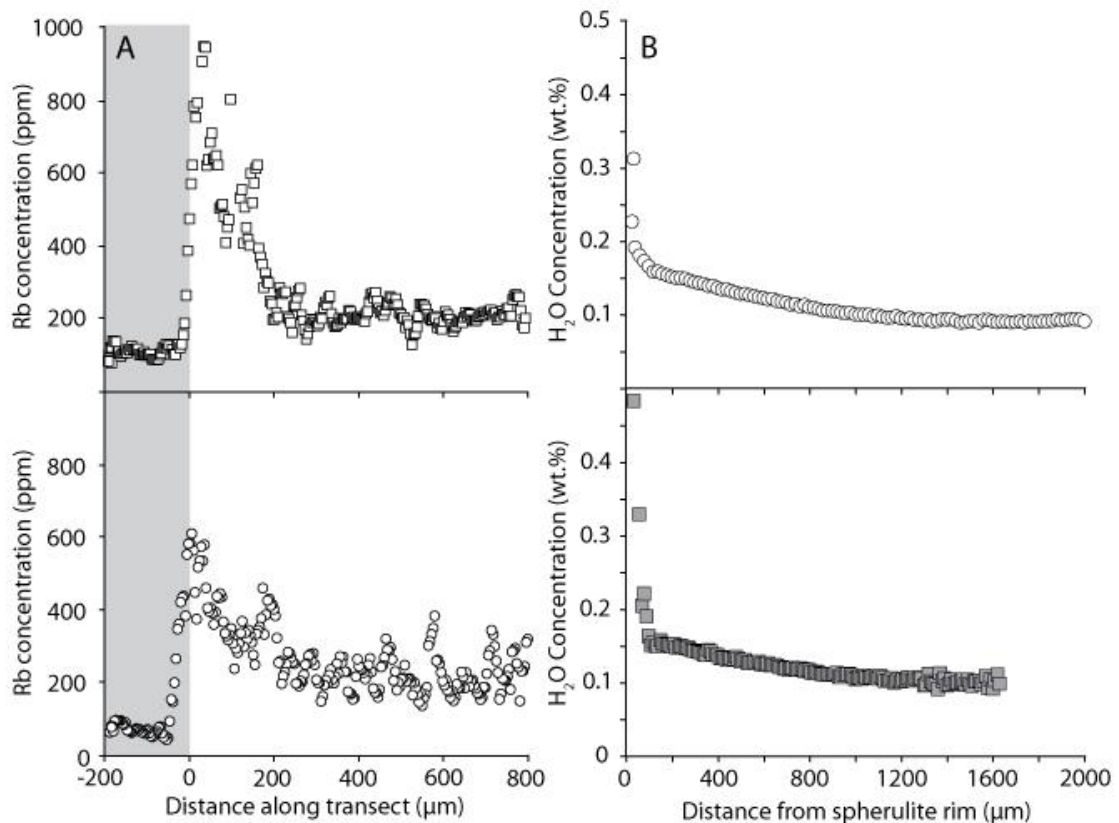 A
1000
800
600
400
200
Rb concentration (ppm)
B
0.5
0.4
0.3
0.2
0.1
0
H₂O Concentration (wt.%)
800
600
400
200
0
Rb concentration (ppm)
-200 0 200 400 600 800
Distance along transect (μm)
0.4
0.3
0.2
0.1
0
H₂O Concentration (wt.%)
0 400 800 1200 1600 2000
Distance from spherulite rim (μm)